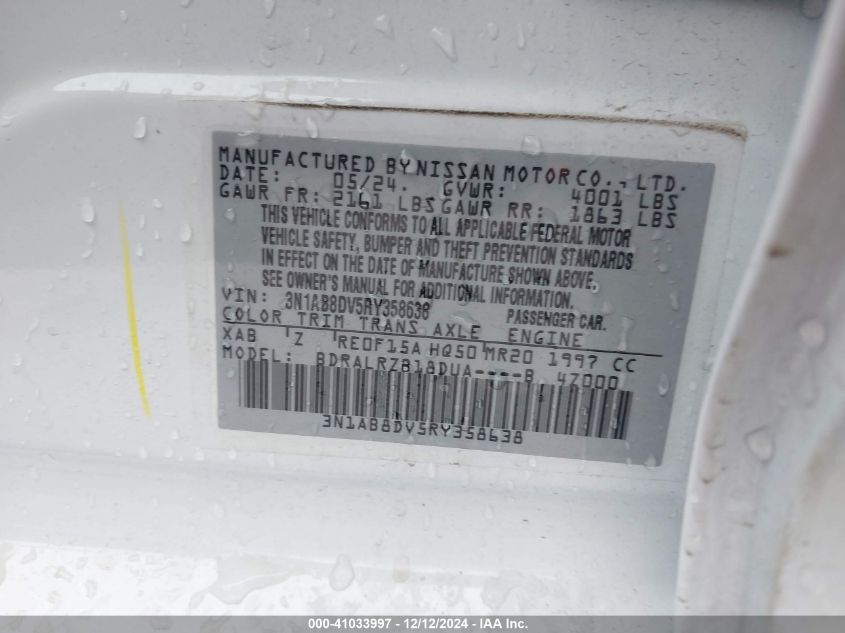 MANUFACTURED BY NISSAN MOTOR CO., LTD.
DATE: 05/24. GVWR: 4001 LBS
GAWR FR: 2161 LBS GAWR RR: 1863 LBS
THIS VEHICLE CONFORMS TO ALL APPLICABLE FEDERAL MOTOR
VEHICLE SAFETY, BUMPER AND THEFT PREVENTION STANDARDS
IN EFFECT ON THE DATE OF MANUFACTURE SHOWN ABOVE.
SEE OWNER'S MANUAL FOR ADDITIONAL INFORMATION.
VIN: 3N1AB8DV5RY358638 PASSENGER CAR.
COLOR TRIM TRANS AXLE ENGINE
XAB Z RE0F15A HQ50 MR20 1997 CC
MODEL: BDRALRZB18DUA----B 47000
3N1AB8DV5RY358638
000-41033997 - 12/12/2024 - IAA Inc.